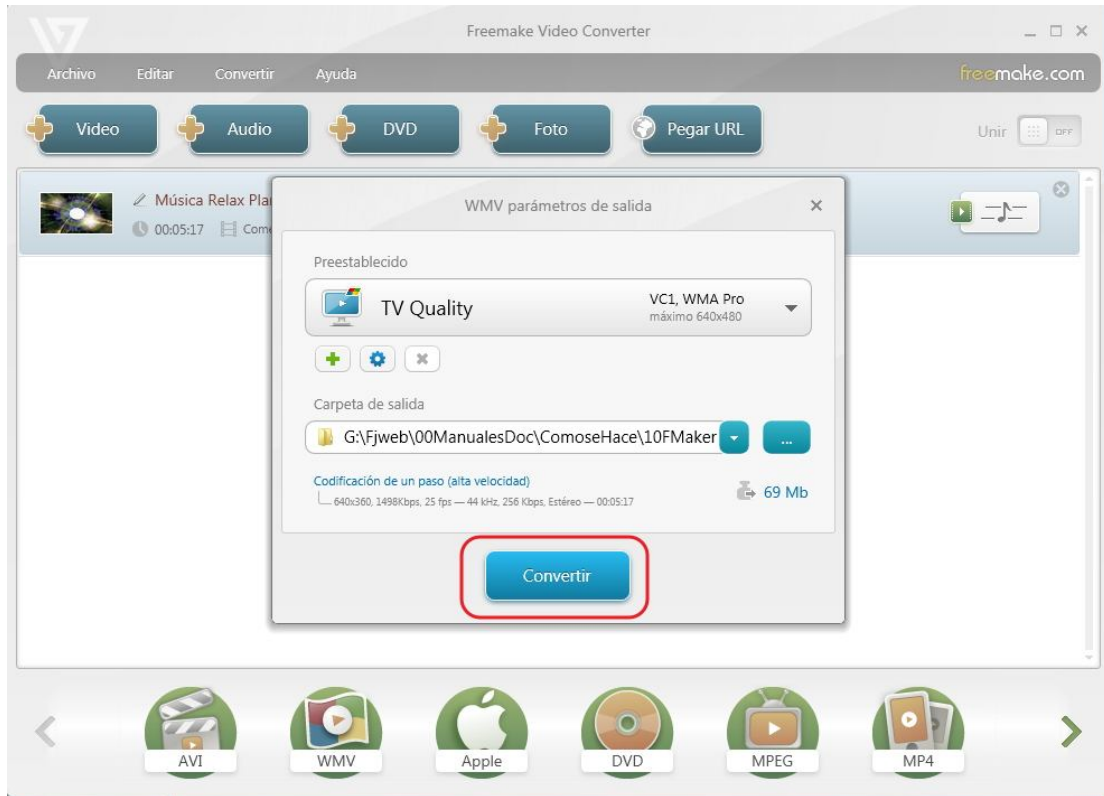 Freemake Video Converter
Archivo Editar Convertir Ayuda
freemake.com
Video Audio DVD Foto Pegar URL
Unir OFF
Música Relax Pla
00:05:17
WMV parámetros de salida
Preestablecido
TV Quality
VC1, WMA Pro
máximo 640x480
Carpeta de salida
G:\Fjweb\00ManualesDoc\ComoseHace\10FMaker
...
Codificación de un paso (alta velocidad)
640x360, 1498Kbps, 25 fps — 44 kHz, 256 Kbps, Estéreo — 00:05:17
69 Mb
Convertir
AVI WMV Apple DVD MPEG MP4